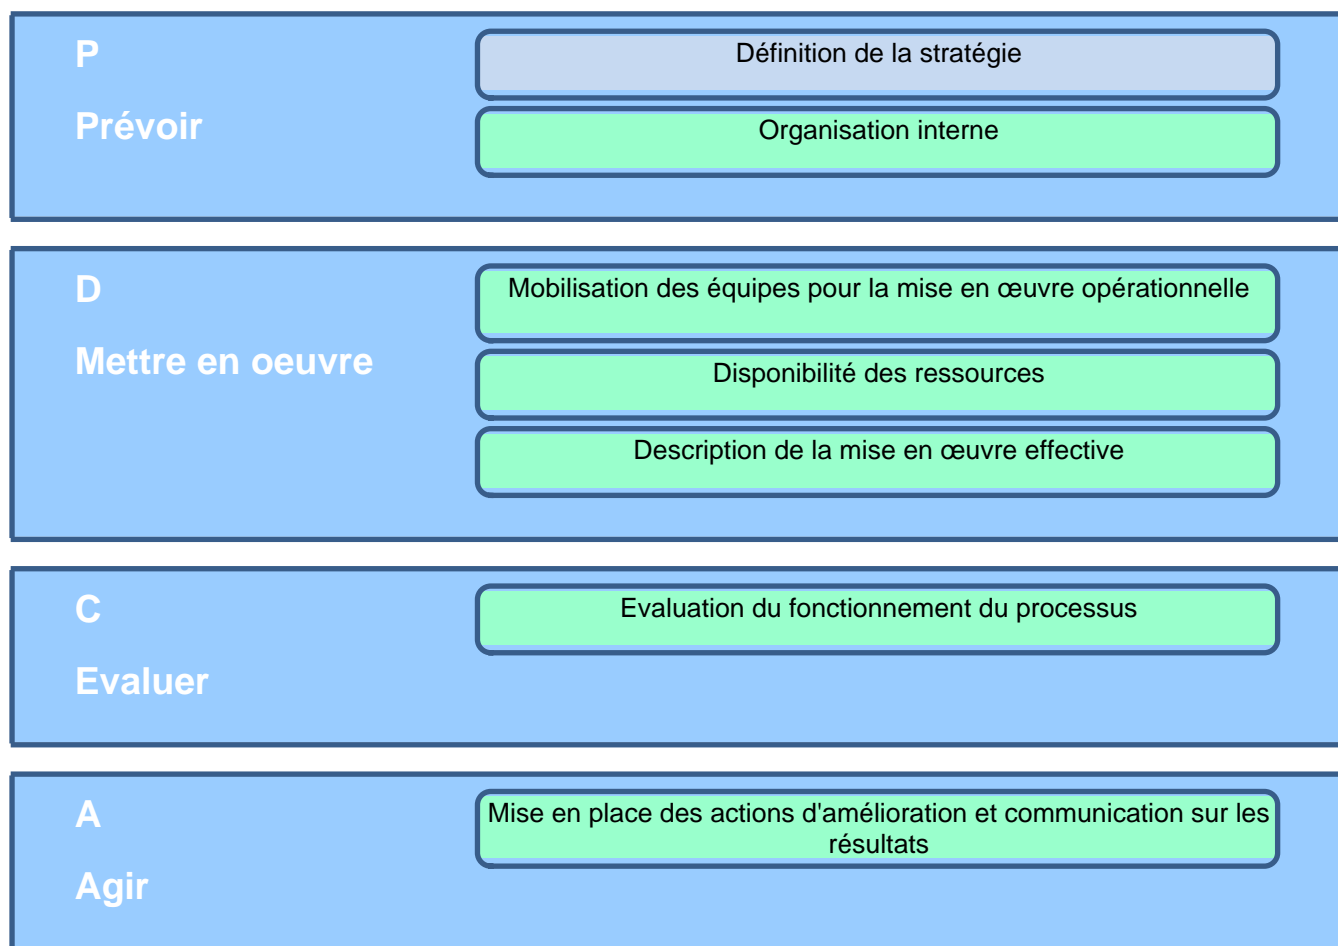 P
Définition de la stratégie
Prévoir
Organisation interne
D
Mobilisation des équipes pour la mise en œuvre opérationnelle
Mettre en oeuvre
Disponibilité des ressources
Description de la mise en œuvre effective
C
Evaluation du fonctionnement du processus
Evaluer
A
Mise en place des actions d'amélioration et communication sur les
résultats
Agir